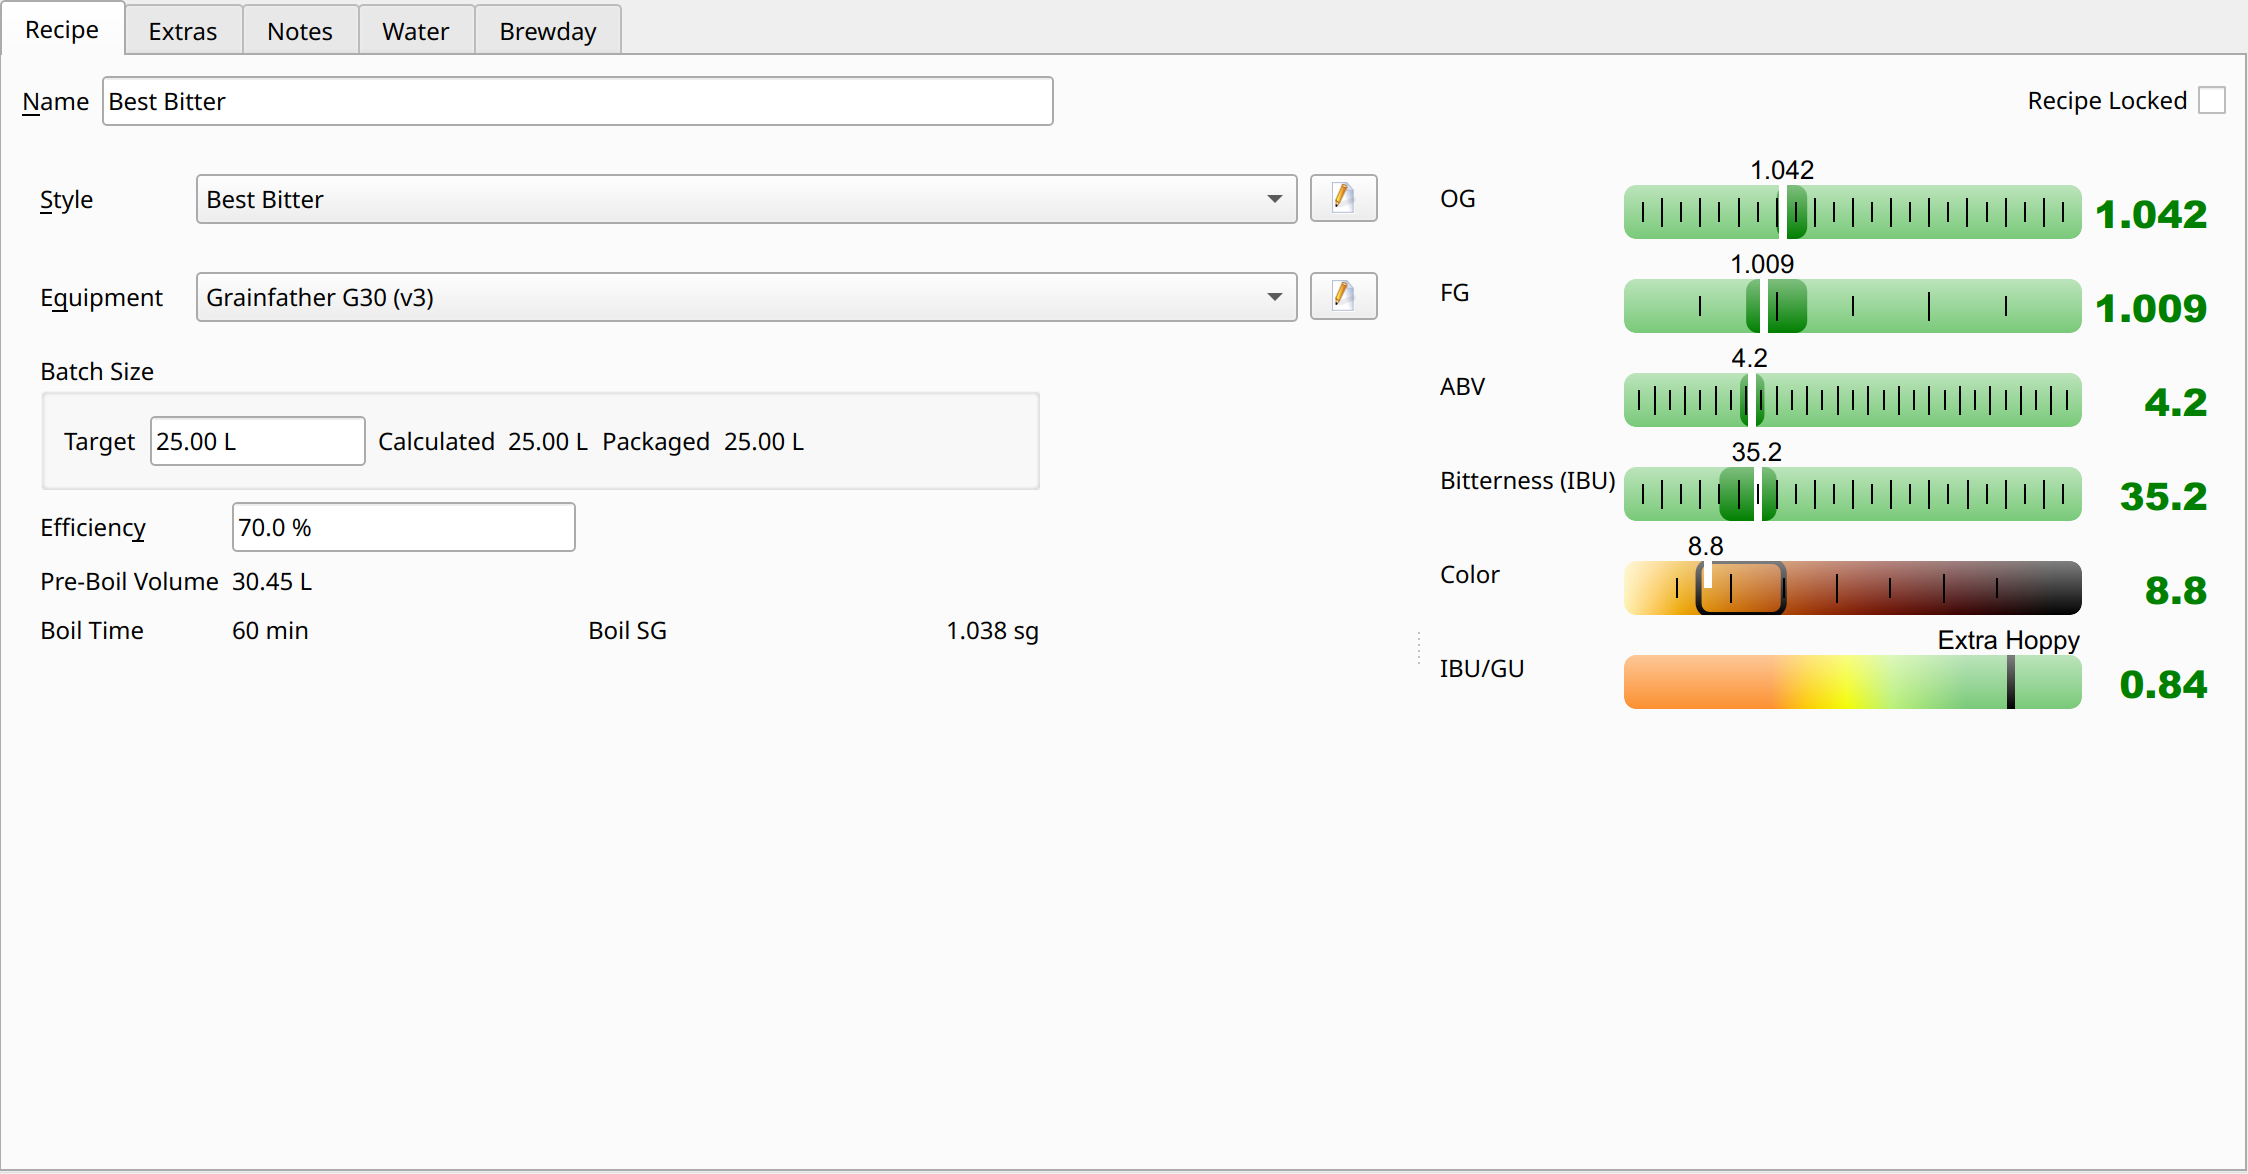 Recipe Extras Notes Water Brewday
Name Best Bitter Recipe Locked
Style Best Bitter
Equipment Grainfather G30 (v3)
Batch Size
Target 25.00 L Calculated 25.00 L Packaged 25.00 L
Efficiency 70.0 %
Pre-Boil Volume 30.45 L
Boil Time 60 min Boil SG 1.038 sg
1.042
OG 1.042
1.009
FG 1.009
4.2
ABV 4.2
35.2
Bitterness (IBU) 35.2
8.8
Color 8.8
Extra Hoppy
IBU/GU 0.84